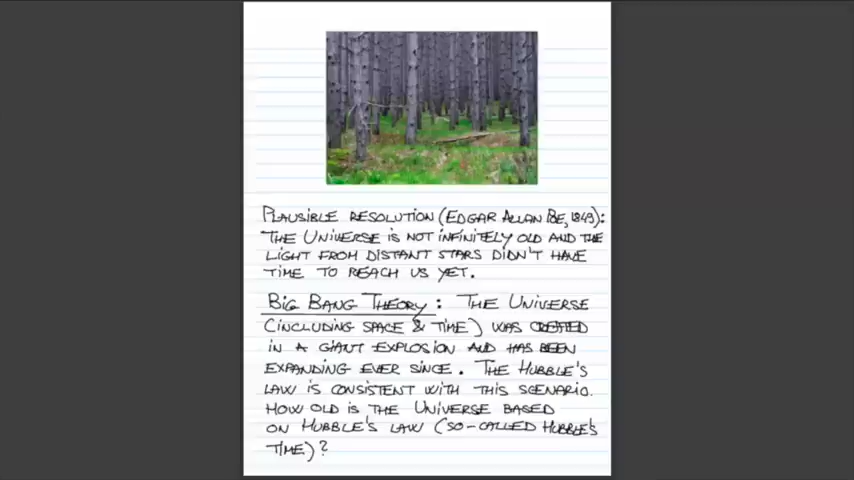 PLAUSIBLE RESOLUTION (EDGAR ALLAN POE, 1849):
THE UNIVERSE IS NOT INFINITELY OLD AND THE
LIGHT FROM DISTANT STARS DIDN'T HAVE
TIME TO REACH US YET.
BIG BANG THEORY: THE UNIVERSE
(INCLUDING SPACE & TIME) WAS CREATED
IN A GIANT EXPLOSION AND HAS BEEN
EXPANDING EVER SINCE. THE HUBBLE'S
LAW IS CONSISTENT WITH THIS SCENARIO.
HOW OLD IS THE UNIVERSE BASED
ON HUBBLE'S LAW (SO-CALLED HUBBLE'S
TIME)?